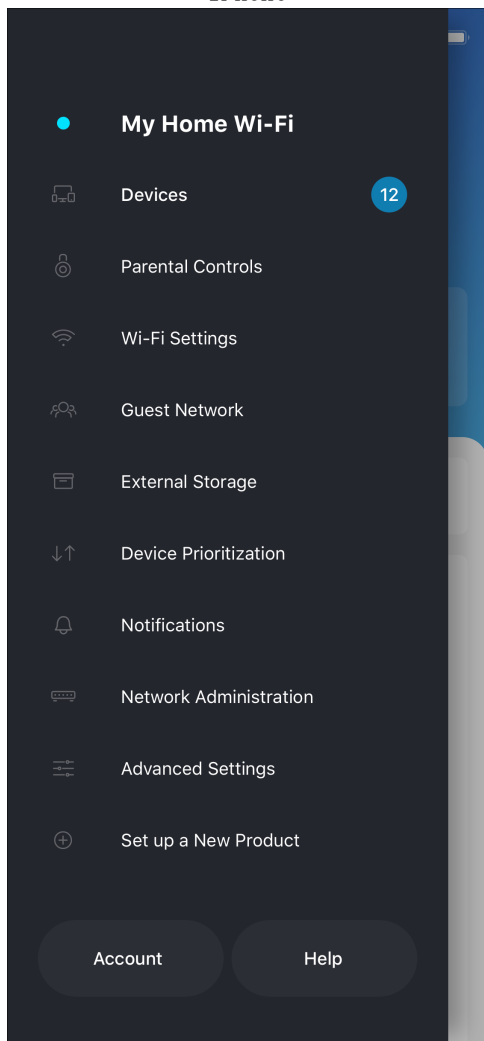 My Home Wi-Fi
Devices 12
Parental Controls
Wi-Fi Settings
Guest Network
External Storage
Device Prioritization
Notifications
Network Administration
Advanced Settings
Set up a New Product
Account Help